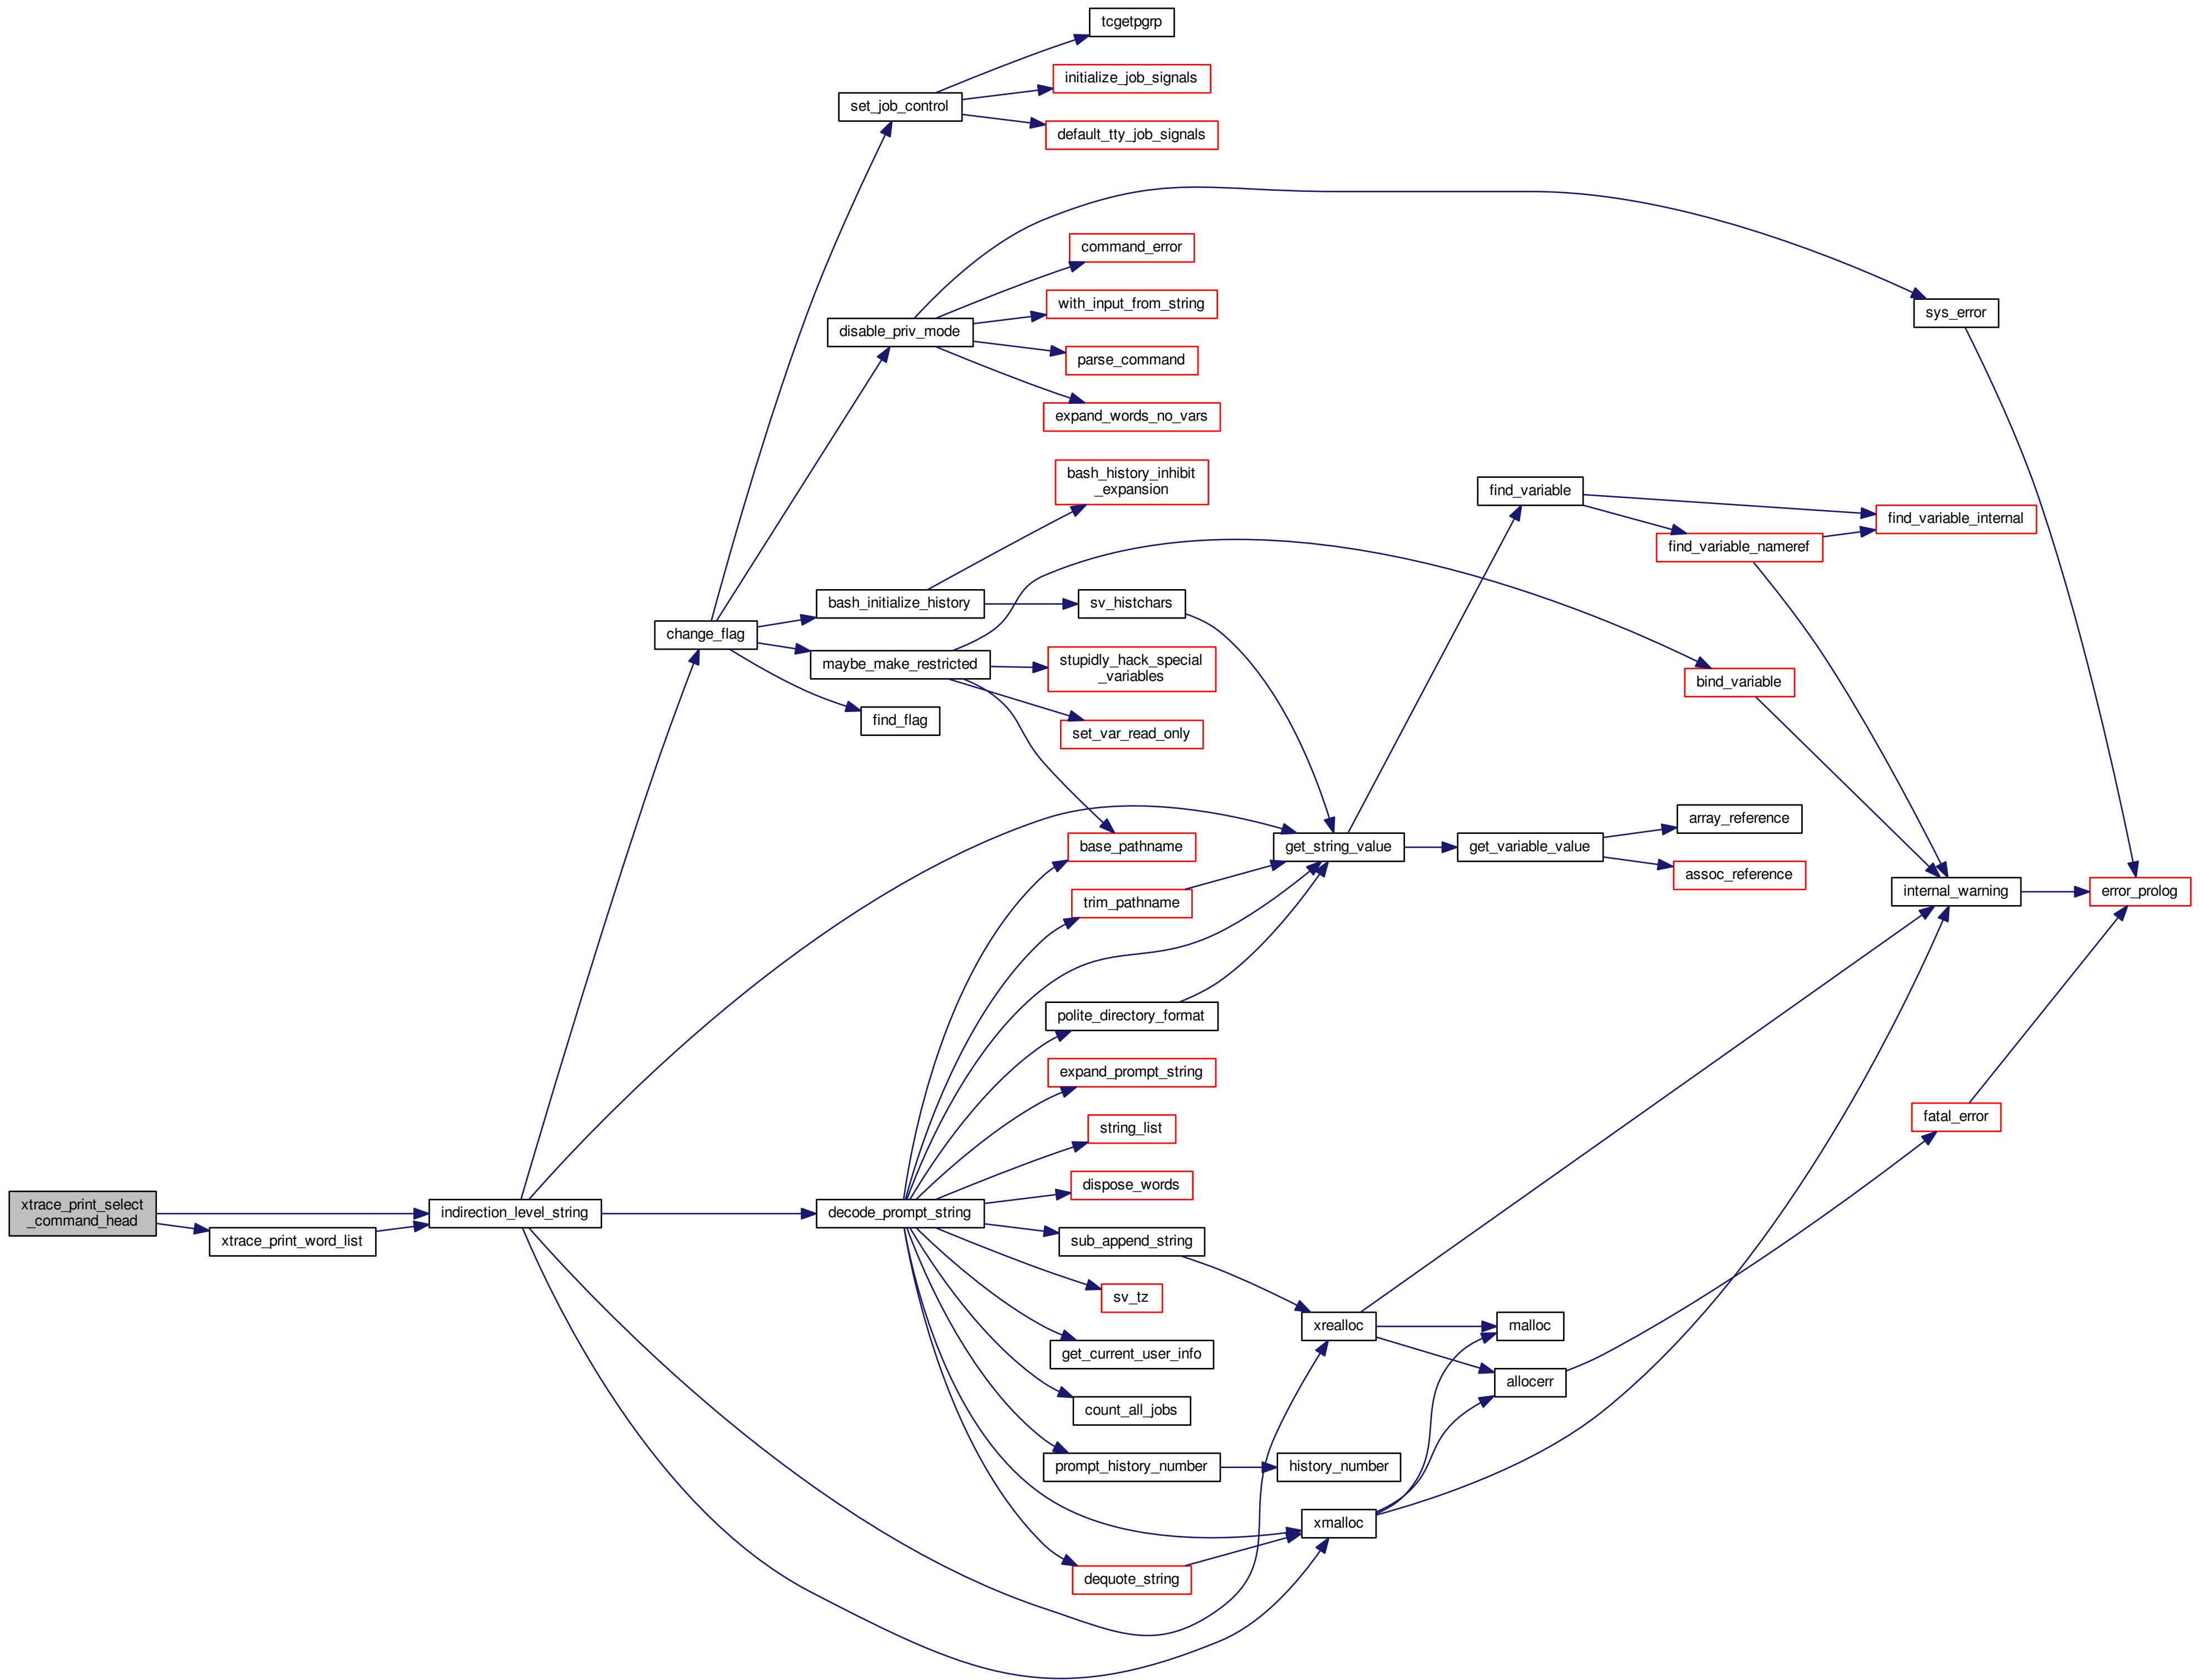 tcgetpgrp
initialize_job_signals
set_job_control
default_tty_job_signals
command_error
with_input_from_string
sys_error
disable_priv_mode
parse_command
expand_words_no_vars
bash_history_inhibit
_expansion
find_variable
find_variable_internal
find_variable_nameref
bash_initialize_history
sv_histchars
change_flag
maybe_make_restricted
stupidly_hack_special
_variables
bind_variable
find_flag
set_var_read_only
array_reference
base_pathname
get_string_value
get_variable_value
assoc_reference
internal_warning
error_prolog
trim_pathname
polite_directory_format
expand_prompt_string
fatal_error
string_list
dispose_words
xtrace_print_select
_command_head
indirection_level_string
decode_prompt_string
xtrace_print_word_list
sub_append_string
sv_tz
xrealloc
malloc
get_current_user_info
allocerr
count_all_jobs
prompt_history_number
history_number
xmalloc
dequote_string